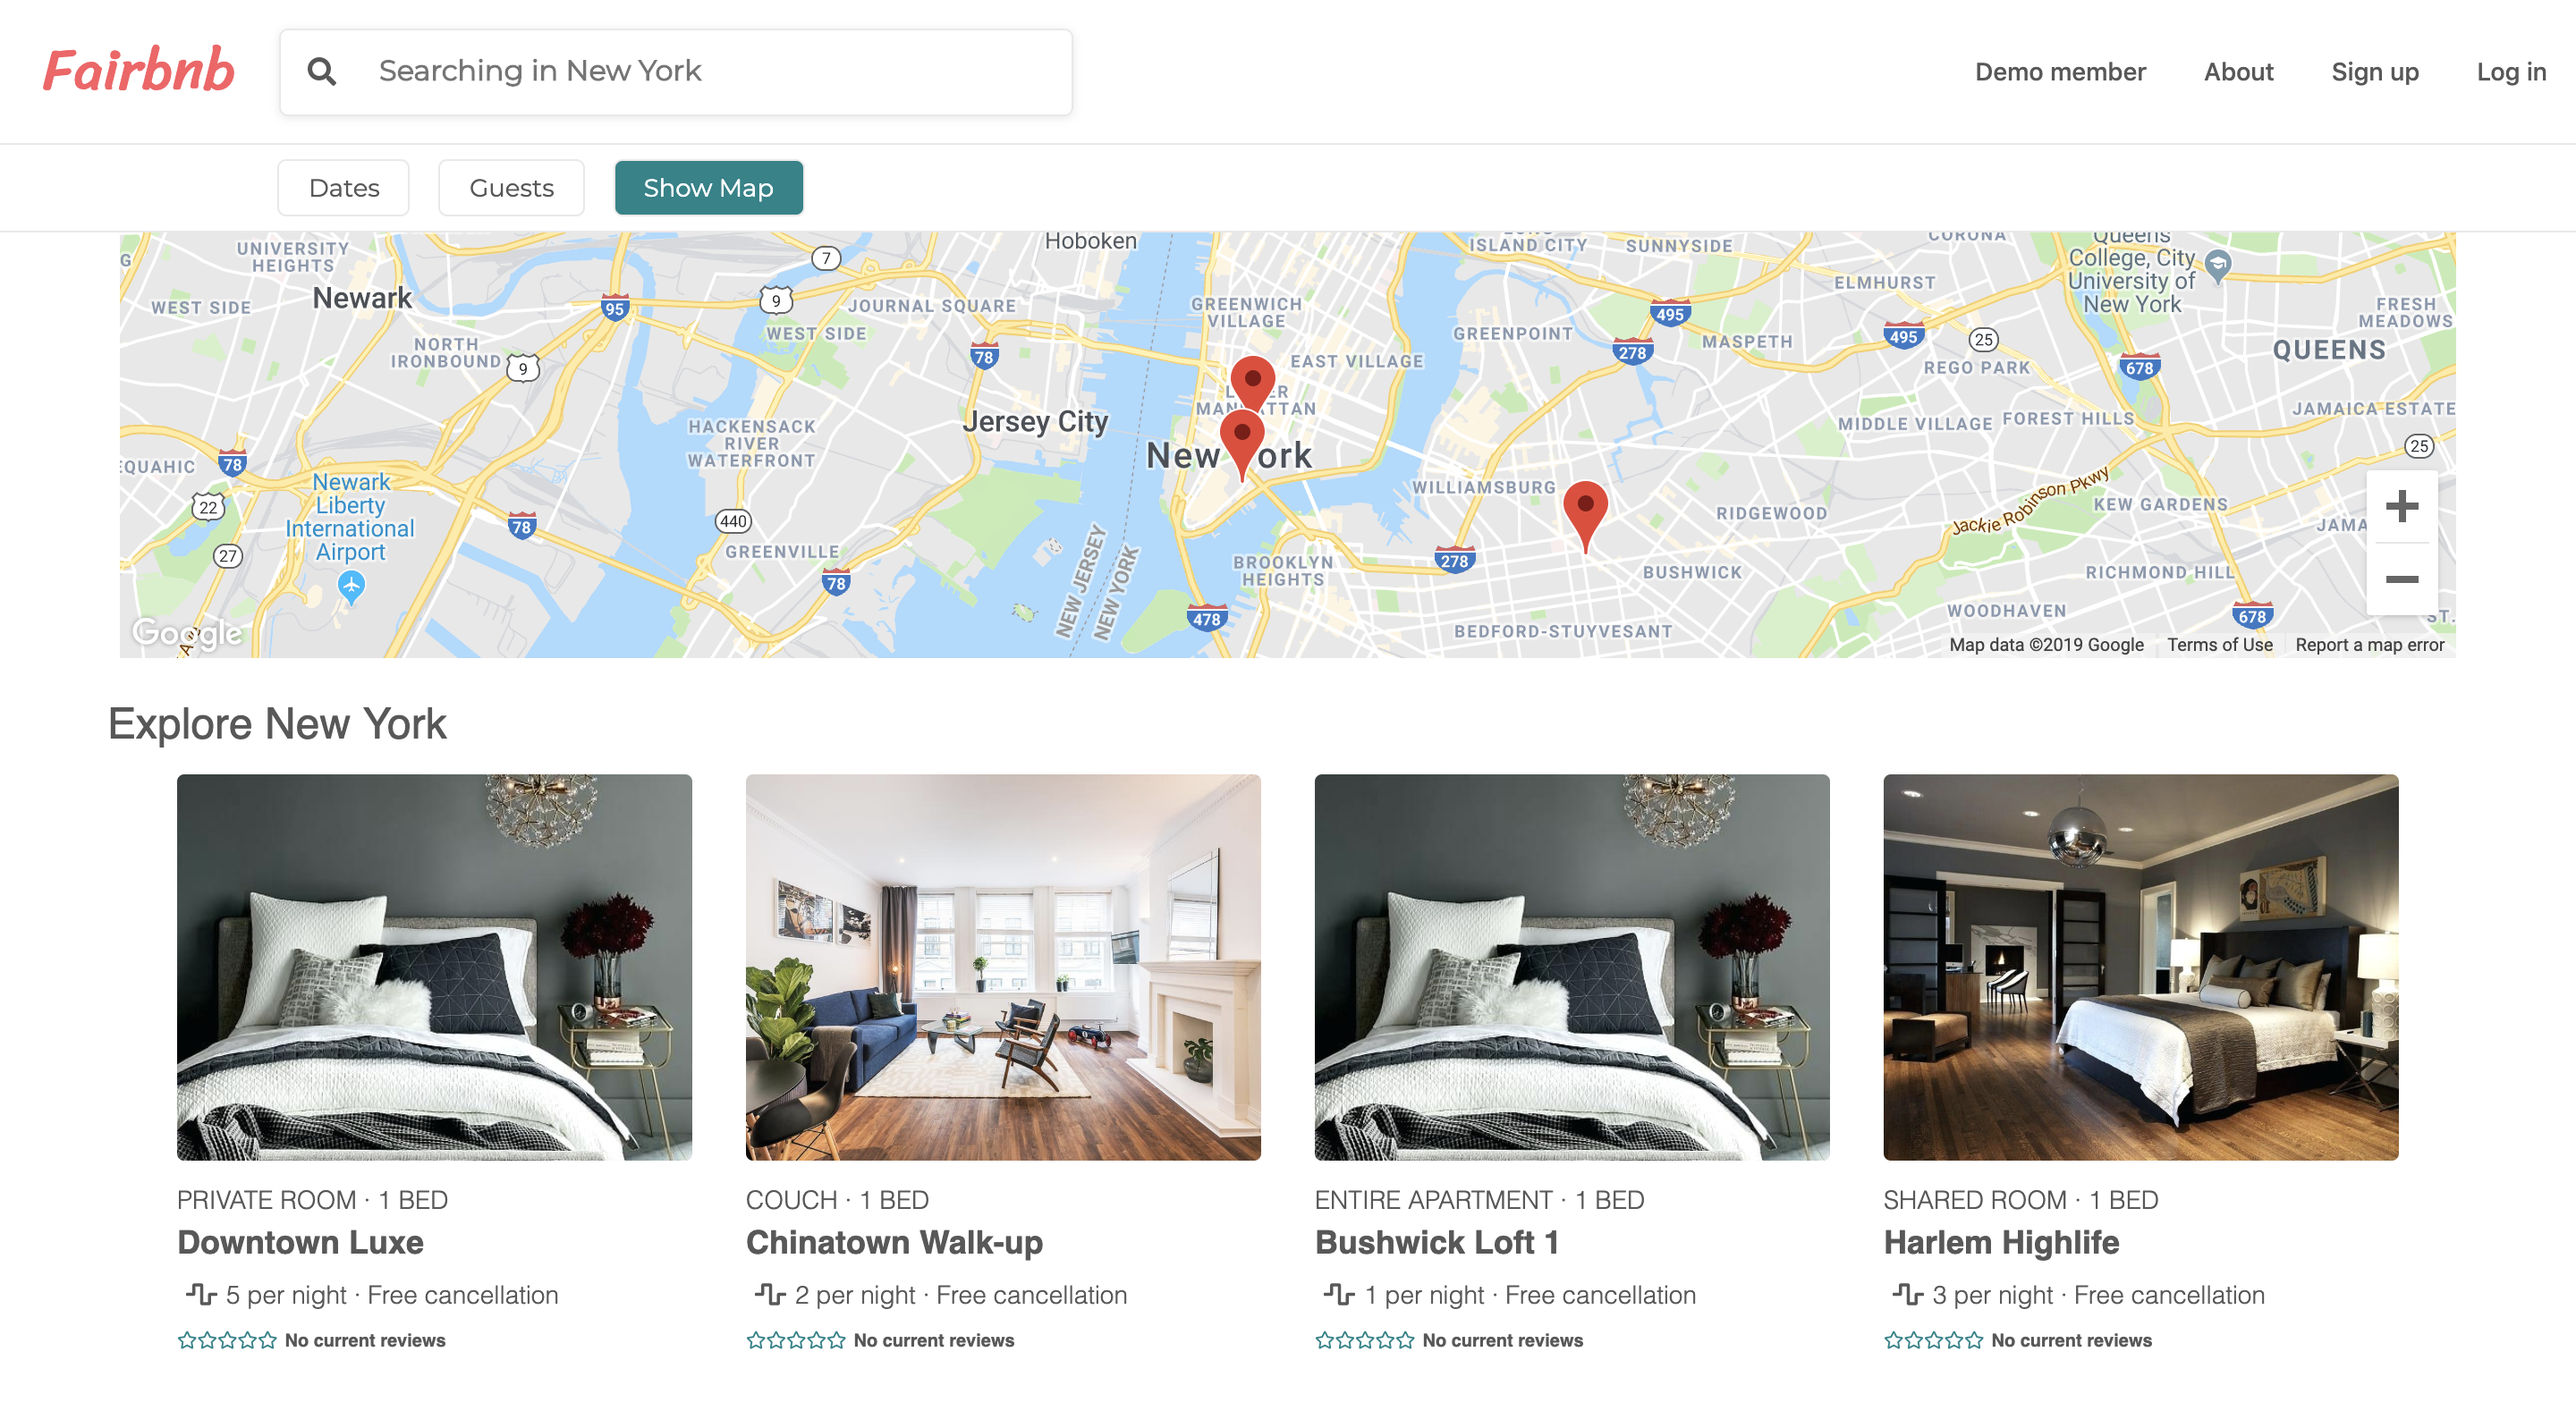 Fairbnb
Searching in New York
Demo member
About
Sign up
Log in
Dates
Guests
Show Map
Hoboken
ISLAND CITY
SUNNYSIDE
CORONA
Queens
College, City
University of
New York
UNIVERSITY
HEIGHTS
7
WEST SIDE
Newark
95
9
JOURNAL SQUARE
GREENWICH
VILLAGE
ELMHURST
FRESH
MEADOWS
WEST SIDE
GREENPOINT
495
278
MASPETH
495
25
QUEENS
NORTH
IRONBOUND
9
78
EAST VILLAGE
REGO PARK
678
MANHATTAN
JAMAICA ESTATE
Jersey City
HACKENSACK
RIVER
WATERFRONT
MIDDLE VILLAGE
FOREST HILLS
New ork
25
EQUAHIC
78
Newark
Liberty
International
Airport
22
WILLIAMSBURG
Jackie Robinson Pkwy
KEW GARDENS
JAMA
78
440
RIDGEWOOD
27
GREENVILLE
NEW JERSEY
NEW YORK
BROOKLYN
HEIGHTS
278
BUSHWICK
RICHMOND HILL
78
478
WOODHAVEN
678
ST.
BEDFORD-STUYVESANT
Google
Map data ©2019 Google
Terms of Use
Report a map error
Explore New York
PRIVATE ROOM · 1 BED
Downtown Luxe
5 per night · Free cancellation
No current reviews
COUCH · 1 BED
Chinatown Walk-up
2 per night · Free cancellation
No current reviews
ENTIRE APARTMENT · 1 BED
Bushwick Loft 1
1 per night · Free cancellation
No current reviews
SHARED ROOM · 1 BED
Harlem Highlife
3 per night · Free cancellation
No current reviews